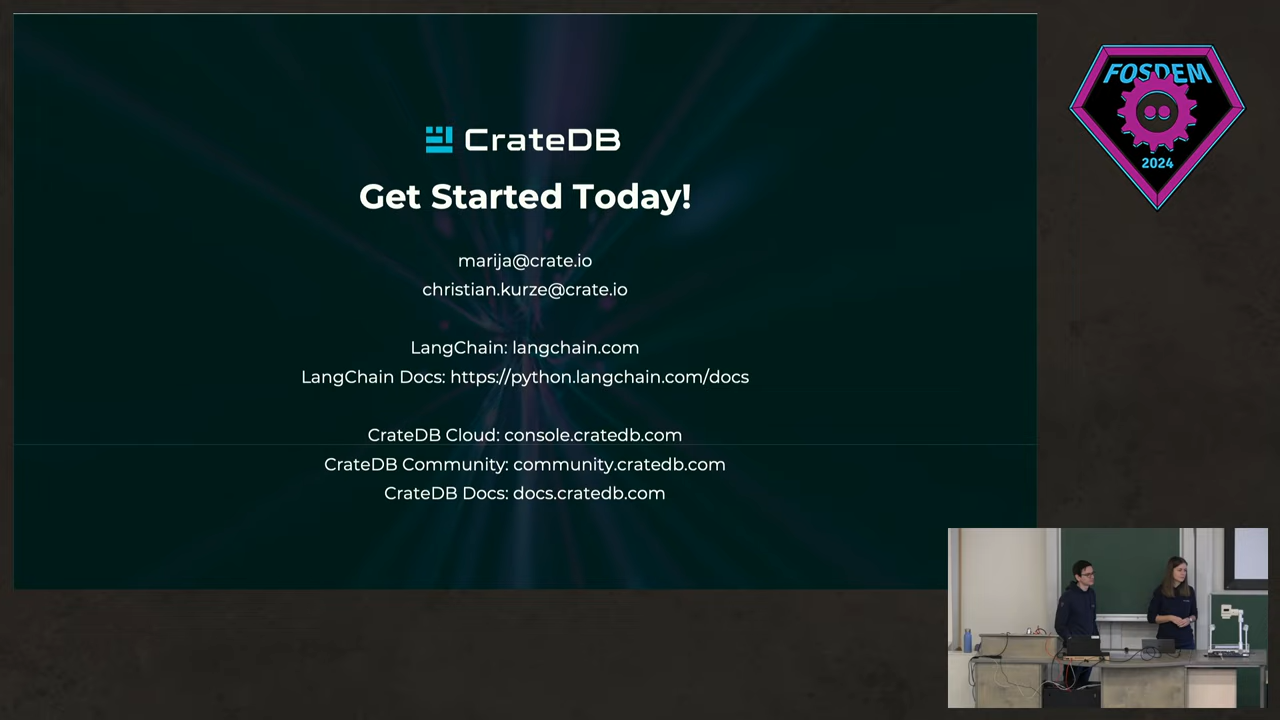 CrateDB
Get Started Today!
marija@crate.io
christian.kurze@crate.io
LangChain: langchain.com
LangChain Docs: https://python.langchain.com/docs
CrateDB Cloud: console.cratedb.com
CrateDB Community: community.cratedb.com
CrateDB Docs: docs.cratedb.com
FOSDEM
2024